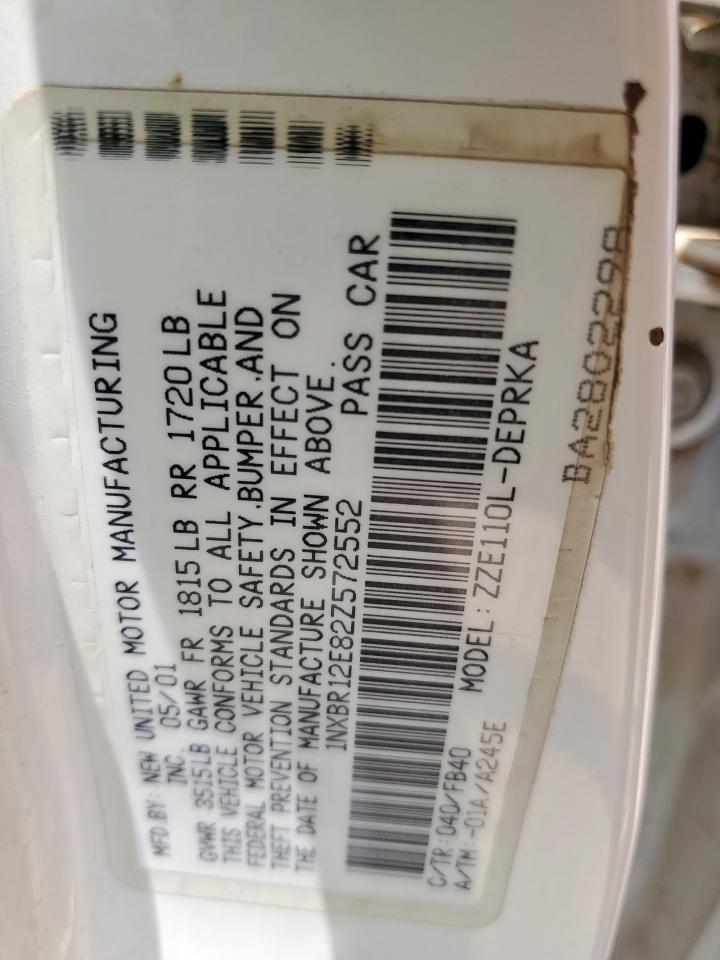 MFD BY: NEW UNITED MOTOR MANUFACTURING
INC. 05/01
GVWR 3515LB GAWR FR 1815LB RR 1720LB
THIS VEHICLE CONFORMS TO ALL APPLICABLE
FEDERAL MOTOR VEHICLE SAFETY,BUMPER,AND
THEFT PREVENTION STANDARDS IN EFFECT ON
THE DATE OF MANUFACTURE SHOWN ABOVE.
1NXBR12E82Z572552 PASS CAR
C/TR:040/FB40 MODEL:ZZE110L-DEPRKA
A/TM:-01A/A245E